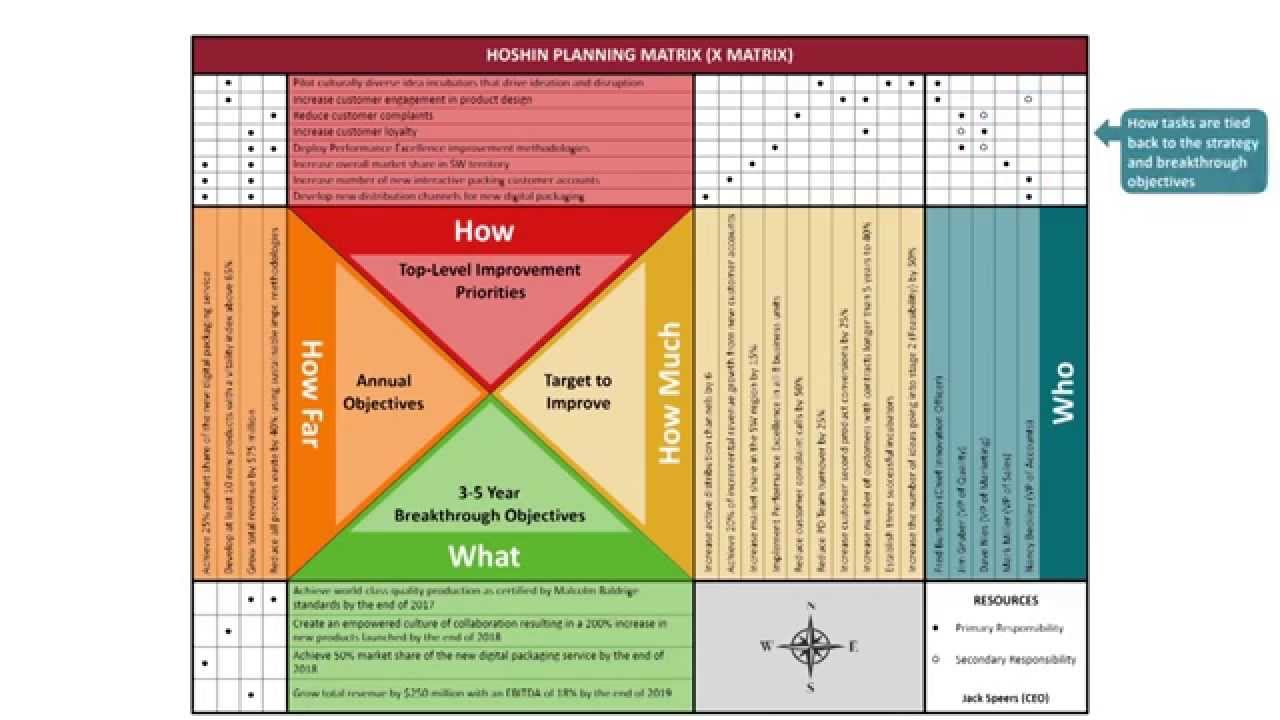 HOSHIN PLANNING MATRIX (X MATRIX)
Pilot culturally diverse idea incubators that drive ideation and disruption
Increase customer engagement in product design
Reduce customer complaints
Increase customer loyalty
Deploy Performance Excellence improvement methodologies
Increase overall market share in SW territory
Increase number of new interactive packing customer accounts
Develop new distribution channels for new digital packaging
How tasks are tied
back to the strategy
and breakthrough
objectives
Achieve 25% market share of the new digital packaging service
Develop at least 10 new products with a vitality index above 65%
Grow total revenue by $75 million
Reduce all process waste by 40% using sustainable impr. methodologies
How Far
How
Top-Level Improvement
Priorities
Annual
Objectives
Target to
Improve
3-5 Year
Breakthrough Objectives
What
How Much
Increase active distribution channels by 6
Achieve 20% of incremental revenue growth from new customer accounts
Increase market share in the SW region by 15%
Implement Performance Excellence in all 8 business units
Reduce customer complaint calls by 50%
Reduce PD Team turnover by 25%
Increase customer second product conversions by 25%
Increase number of customers with contracts longer than 5 years to 40%
Establish three successful incubators
Increase the number of ideas going into stage 2 (Feasibility) by 50%
(Chief Innovation Officer)
Jim Gruber (VP of Quality)
Dave Nies (VP of Marketing)
Mark Miller (VP of Sales)
Nancy Beckley (VP of Accounts)
Who
Achieve world class quality production as certified by Malcolm Baldrige
standards by the end of 2017
Create an empowered culture of collaboration resulting in a 200% increase in
new products launched by the end of 2018
Achieve 50% market share of the new digital packaging service by the end of
2018
Grow total revenue by $250 million with an EBITDA of 18% by the end of 2019
N
W E
S
RESOURCES
Primary Responsibility
Secondary Responsibility
Jack Speers (CEO)